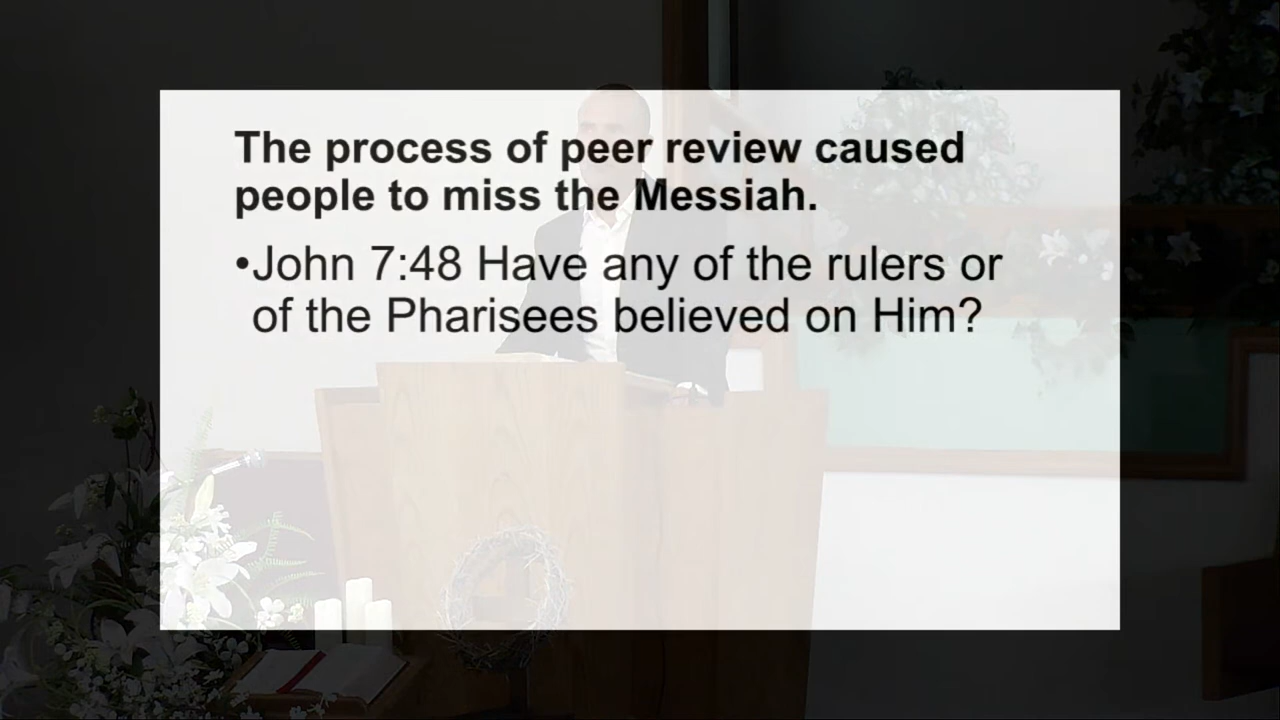 The process of peer review caused
people to miss the Messiah.
•John 7:48 Have any of the rulers or
of the Pharisees believed on Him?